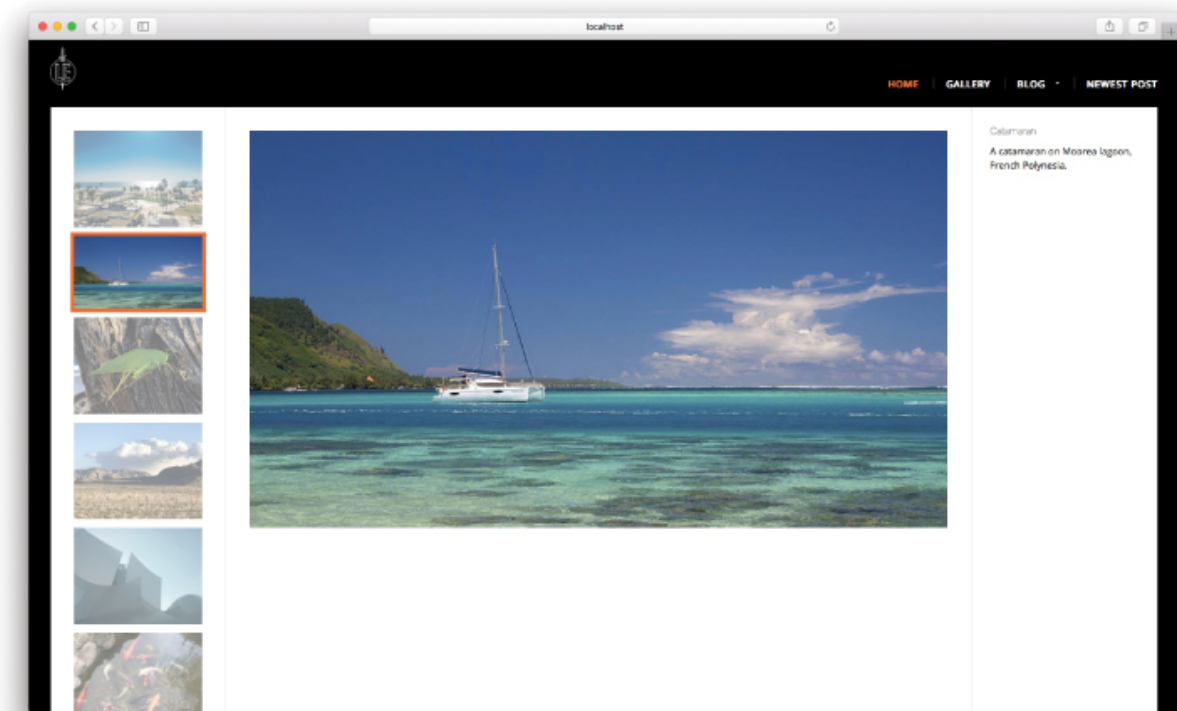 localhost
HOME
GALLERY
BLOG
NEWEST POST
Catamaran
A catamaran on Moorea lagoon,
French Polynesia.